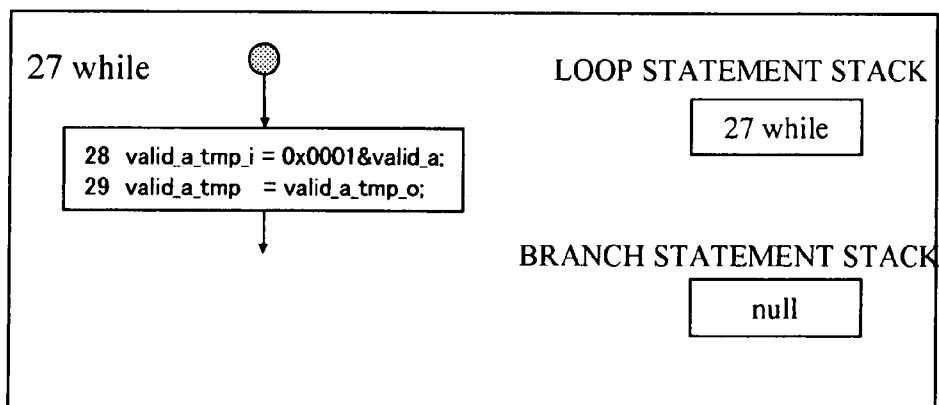 27 while
28 valid_a_tmp_i = 0x0001&valid_a;
29 valid_a_tmp = valid_a_tmp_o;
LOOP STATEMENT STACK
27 while
BRANCH STATEMENT STACK
null